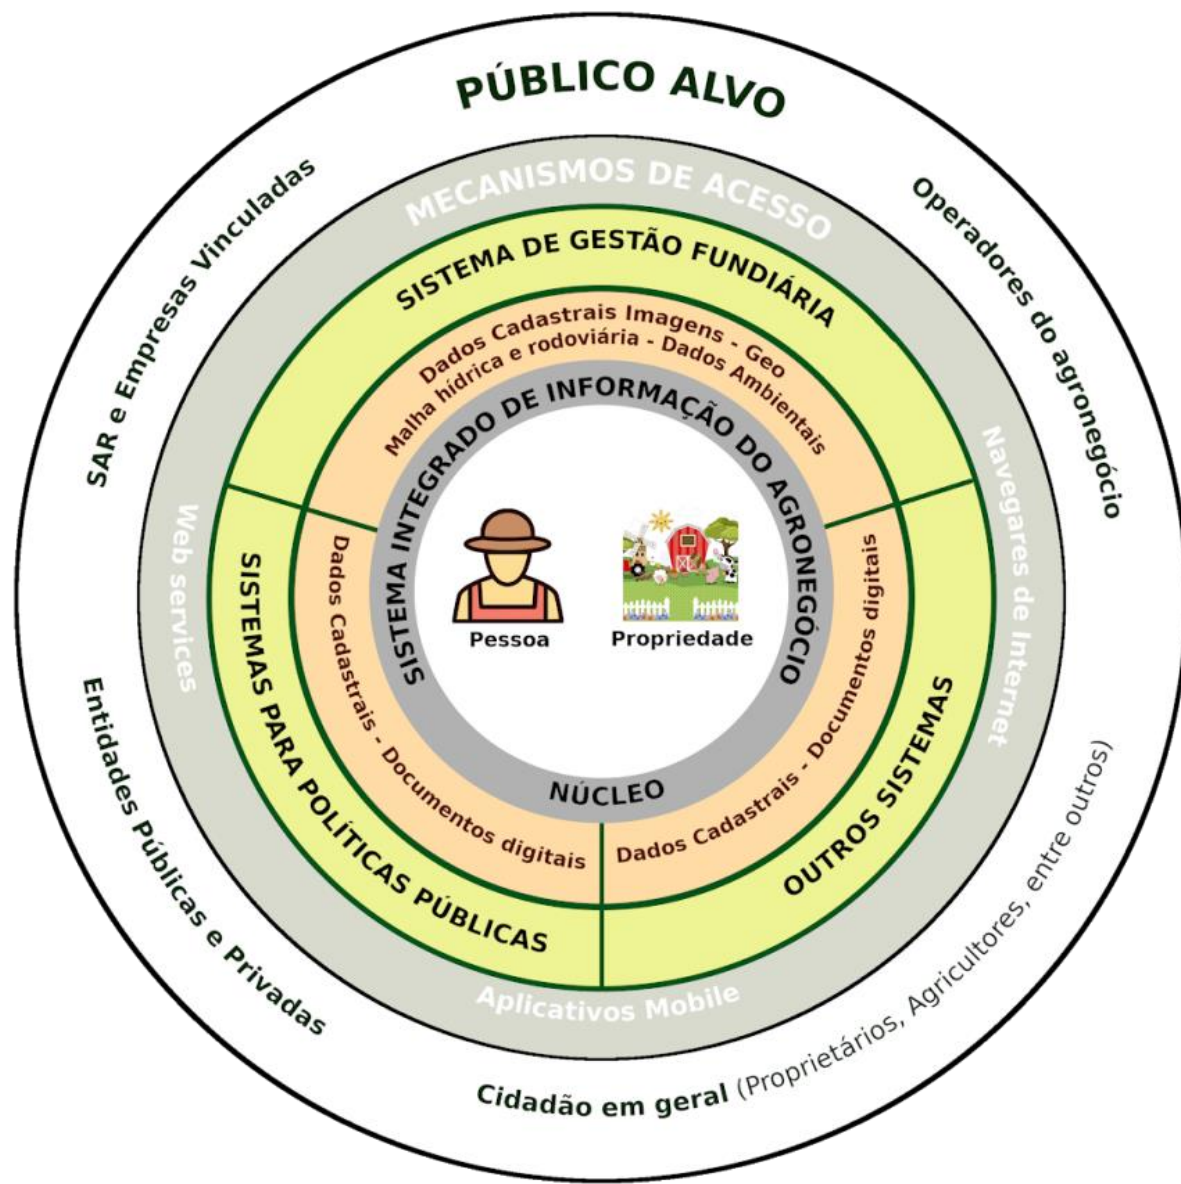 PÚBLICO ALVO
SAR e Empresas Vinculadas
Operadores do agronegócio
Entidades Públicas e Privadas
Cidadão em geral (Proprietários, Agricultores, entre outros)
MECANISMOS DE ACESSO
Web services
Navegares de Internet
Aplicativos Mobile
SISTEMA DE GESTÃO FUNDIÁRIA
SISTEMAS PARA POLÍTICAS PÚBLICAS
OUTROS SISTEMAS
Dados Cadastrais Imagens - Geo
Malha hídrica e rodoviária - Dados Ambientais
Dados Cadastrais - Documentos digitais
Dados Cadastrais - Documentos digitais
SISTEMA INTEGRADO DE INFORMAÇÃO DO AGRONEGÓCIO
NÚCLEO
Pessoa
Propriedade